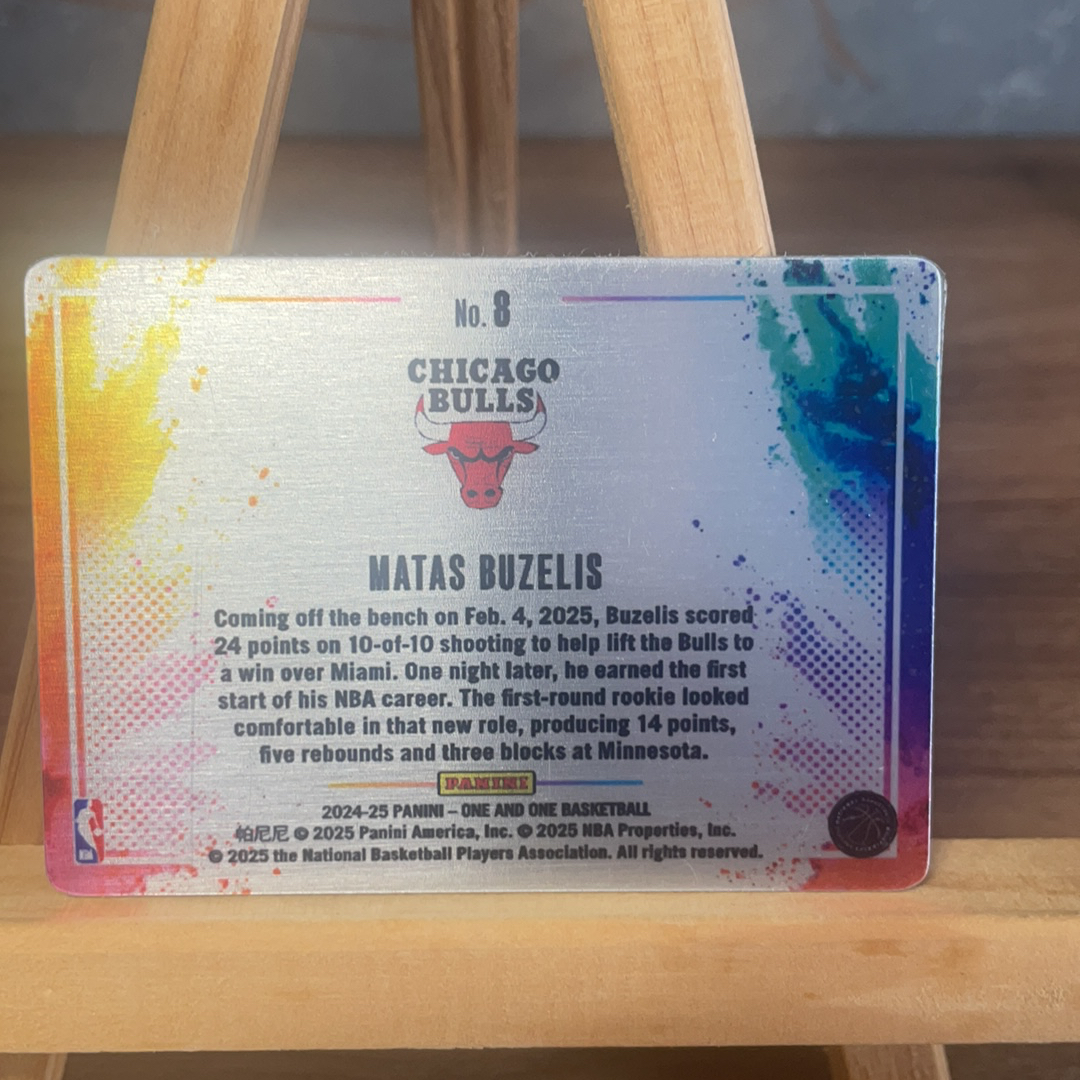 No. 8
CHICAGO
BULLS
MATAS BUZELIS
Coming off the bench on Feb. 4, 2025, Buzelis scored
24 points on 10-of-10 shooting to help lift the Bulls to
a win over Miami. One night later, he earned the first
start of his NBA career. The first-round rookie looked
comfortable in that new role, producing 14 points,
five rebounds and three blocks at Minnesota.
PANINI
2024-25 PANINI – ONE AND ONE BASKETBALL
帕尼尼 © 2025 Panini America, Inc. © 2025 NBA Properties, Inc.
© 2025 the National Basketball Players Association. All rights reserved.